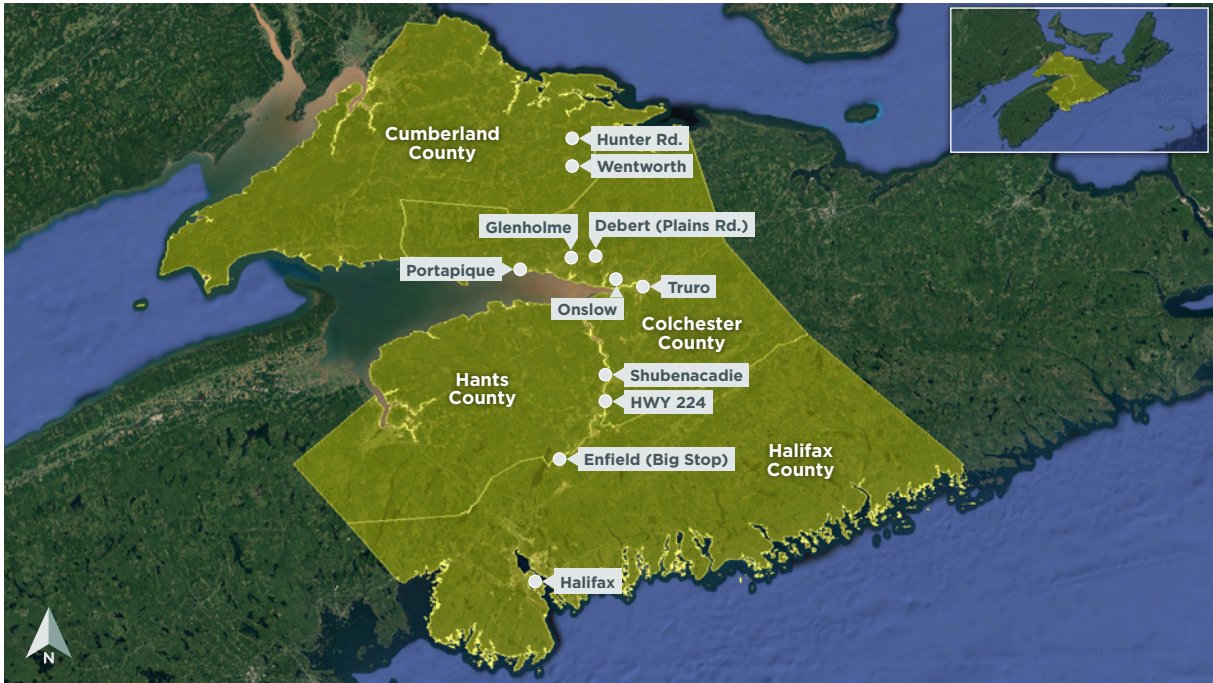 Cumberland
County
Hunter Rd.
Wentworth
Glenholme
Debert (Plains Rd.)
Portapique
Truro
Onslow
Colchester
County
Shubenacadie
Hants
County
HWY 224
Enfield (Big Stop)
Halifax
County
Halifax
N